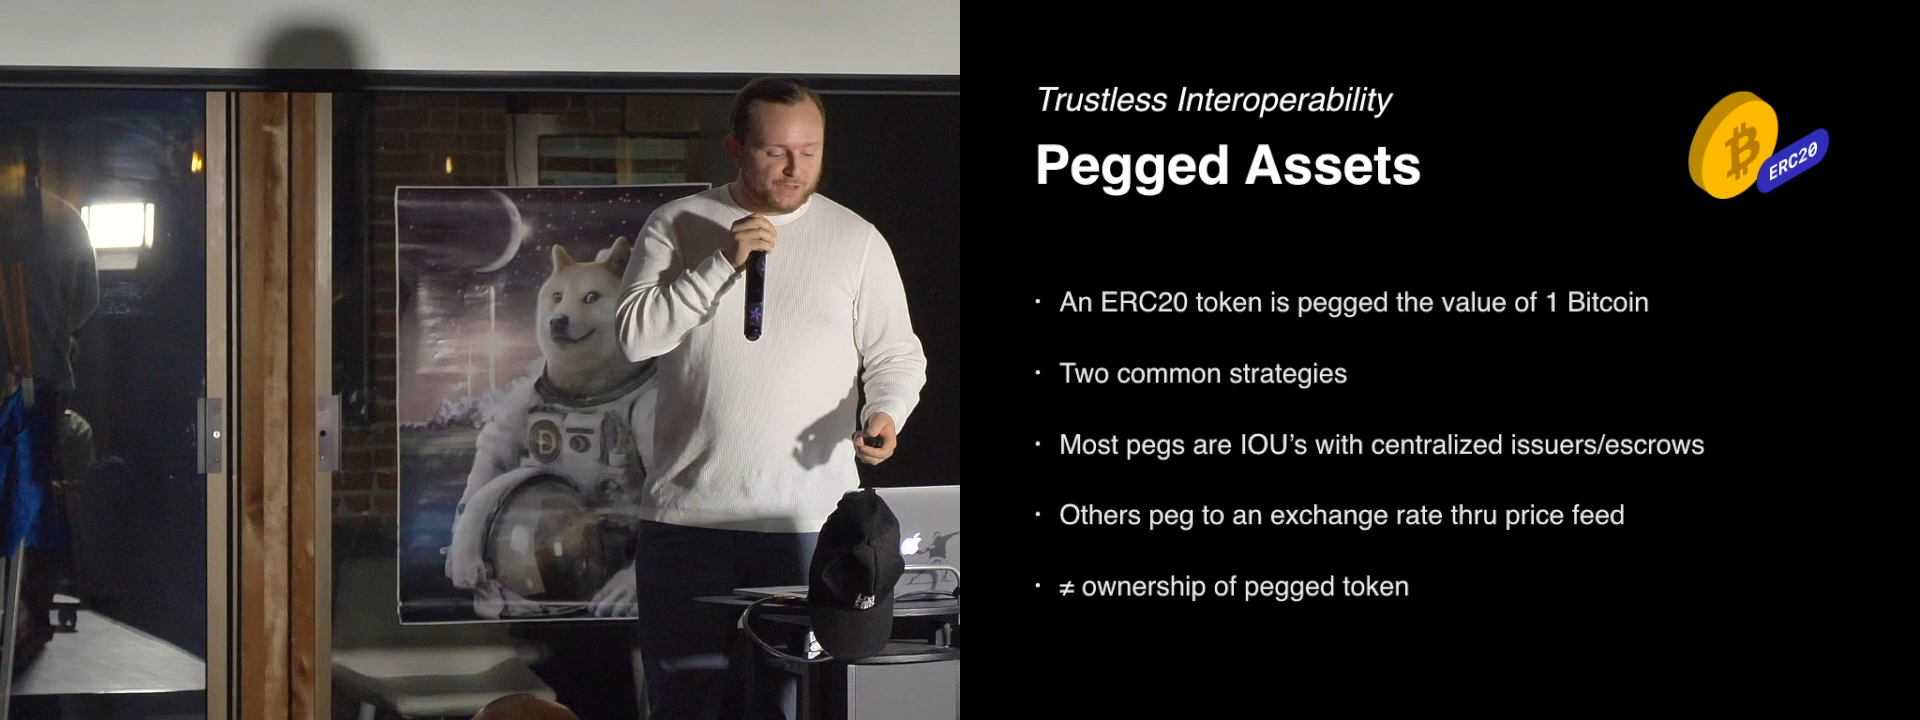 Trustless Interoperability
Pegged Assets
ERC20
· An ERC20 token is pegged the value of 1 Bitcoin
· Two common strategies
· Most pegs are IOU’s with centralized issuers/escrows
· Others peg to an exchange rate thru price feed
· ≠ ownership of pegged token